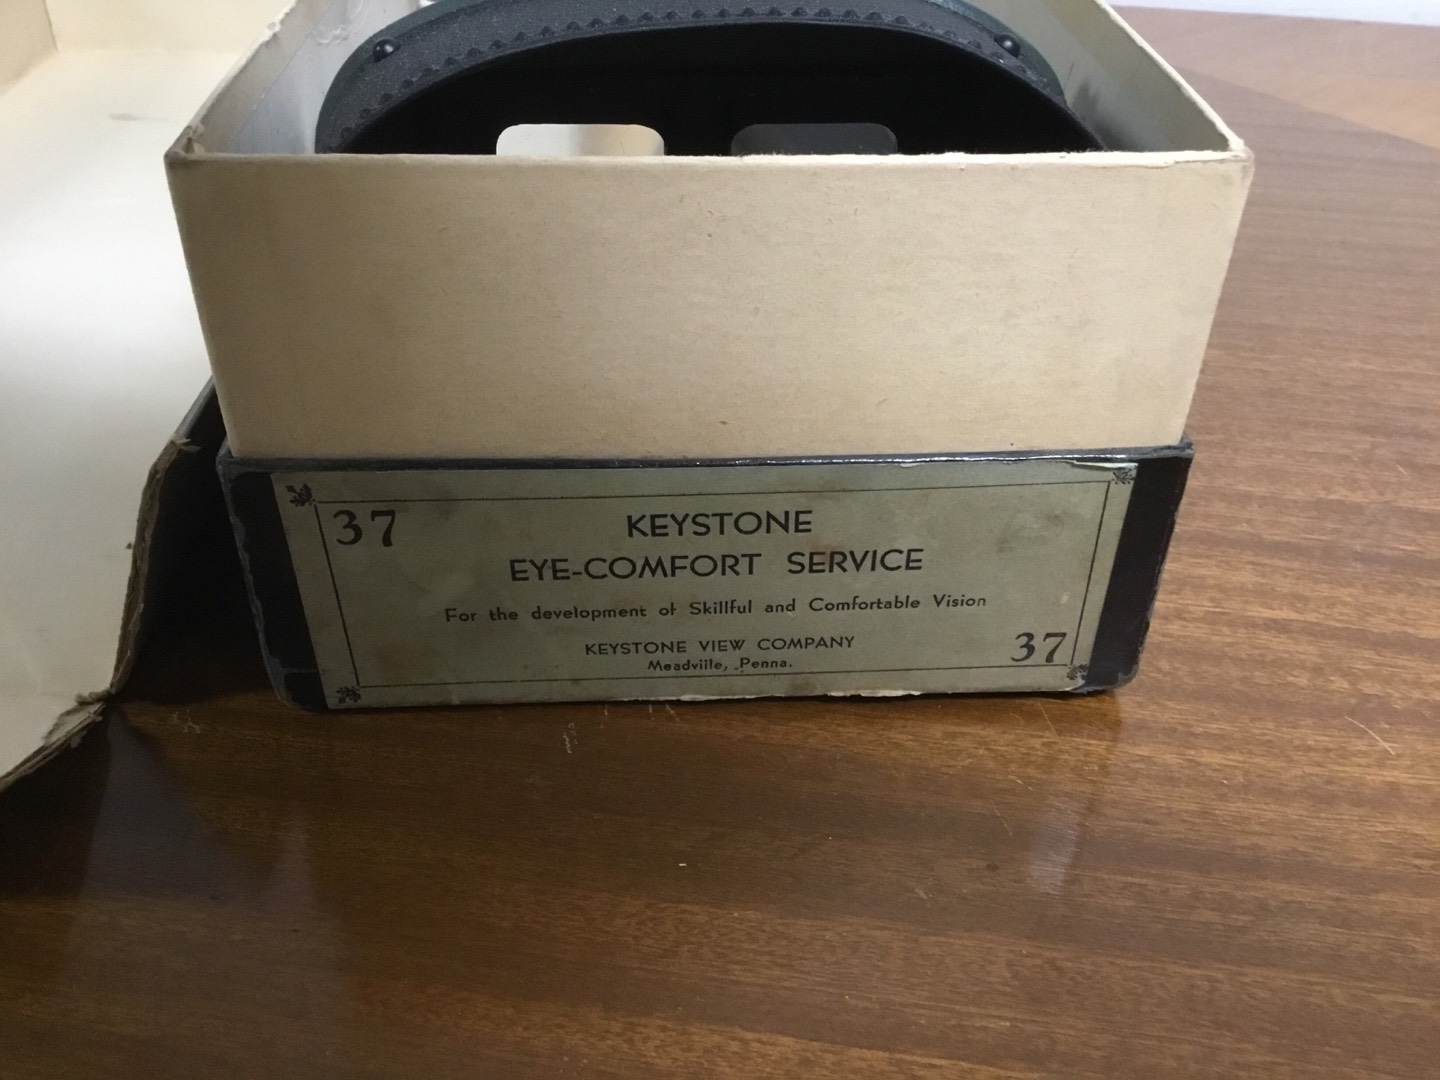 37
KEYSTONE
EYE-COMFORT SERVICE
For the development of Skillful and Comfortable Vision
KEYSTONE VIEW COMPANY
Meadville, Penna.
37